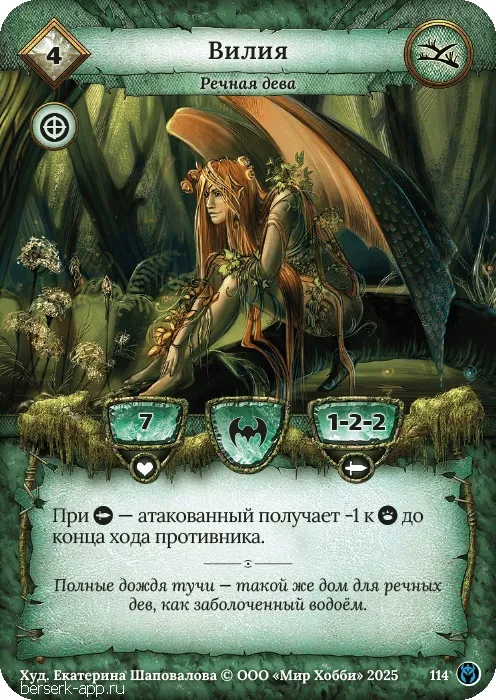 4
Вилия
Речная дева
7
1-2-2
При — атакованный получает -1 к до
конца хода противника.
Полные дождя тучи — такой же дом для речных
дев, как заболоченный водоём.
Худ. Екатерина Шаповалова © ООО «Мир Хобби» 2025
114
berserk-app.ru